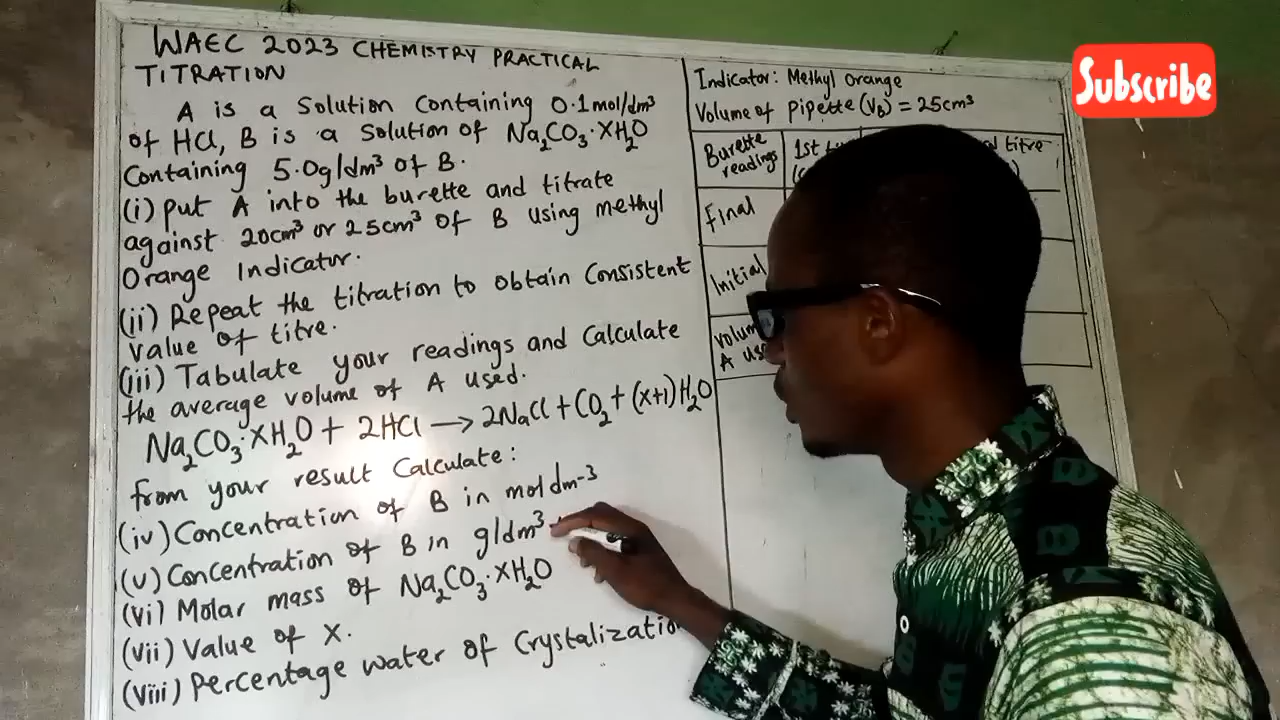 WAEC 2023 CHEMISTRY PRACTICAL
TITRATION
A is a Solution Containing 0.1mol/dm³
of HCl, B is a Solution of Na₂CO₃·XH₂O
Containing 5.0g/dm³ of B.
(i) put A into the burette and titrate
against 20cm³ or 25cm³ of B using methyl
Orange Indicator.
(ii) Repeat the titration to obtain Consistent
value of titre.
(iii) Tabulate your readings and Calculate
the average volume of A used.
Na₂CO₃·XH₂O + 2HCl → 2NaCl + CO₂ + (x+1)H₂O
from your result Calculate:
(iv) Concentration of B in moldm⁻³
(v) Concentration of B in g/dm³
(vi) Molar mass of Na₂CO₃·XH₂O
(vii) Value of X.
(viii) Percentage water of Crystalizatio
Indicator: Methyl Orange
Volume of pipette (VB) = 25cm³
Burette readings
1st
titre
final
Initial
A
Subscribe